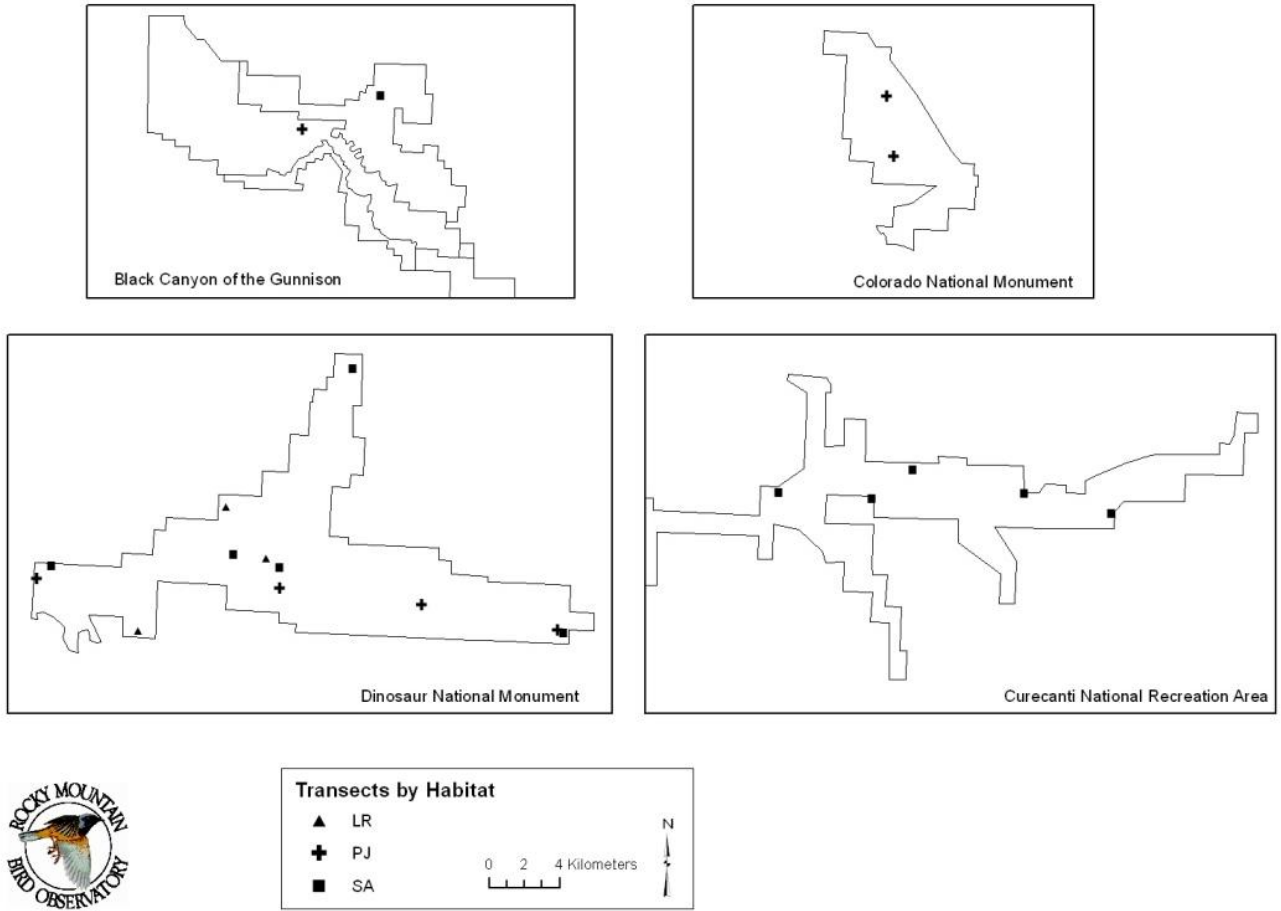 Black Canyon of the Gunnison
Colorado National Monument
Dinosaur National Monument
Curecanti National Recreation Area
ROCKY MOUNTAIN
BIRD OBSERVATORY
Transects by Habitat
LR
PJ
SA
0 2 4 Kilometers
N